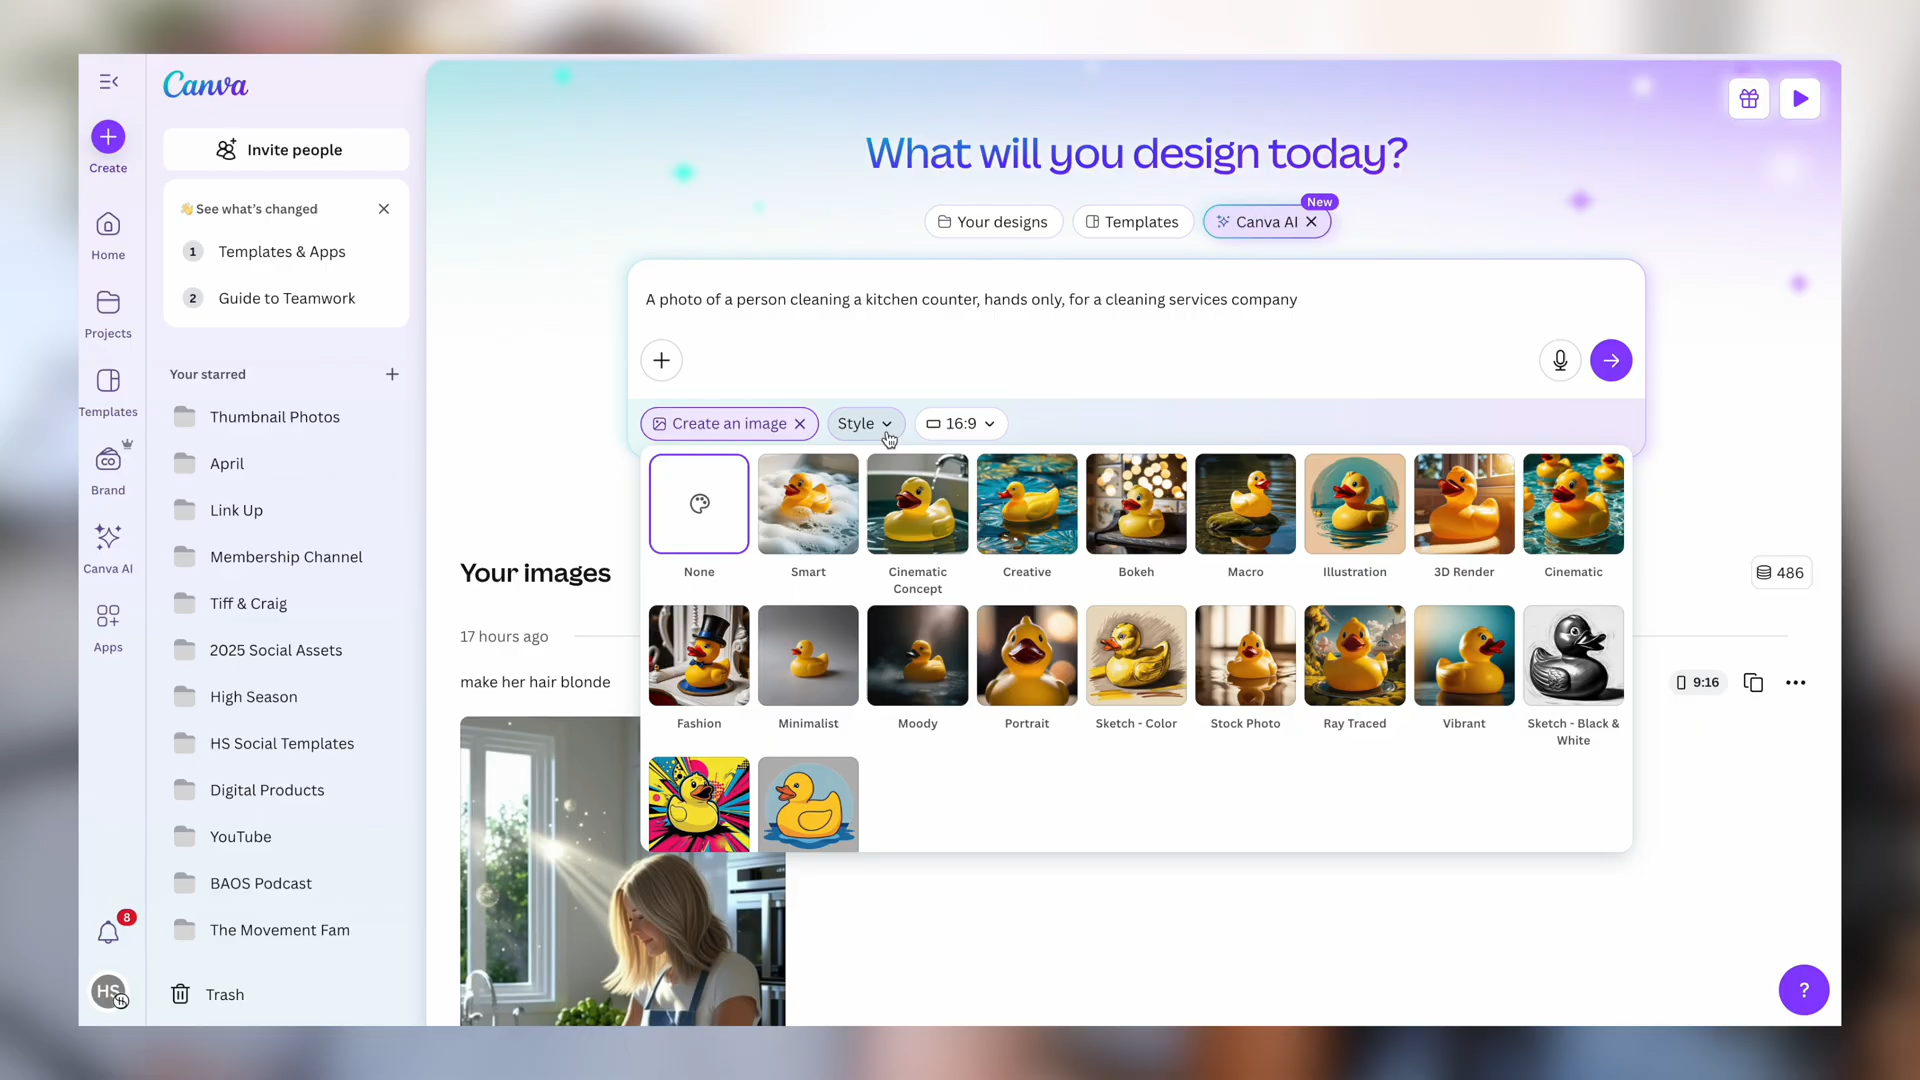 Canva
Create
Invite people
👋 See what's changed
1 Templates & Apps
2 Guide to Teamwork
Home
Projects
Templates
Brand
CO
Canva AI
Apps
8
HS
Your starred
Thumbnail Photos
April
Link Up
Membership Channel
Tiff & Craig
2025 Social Assets
High Season
HS Social Templates
Digital Products
YouTube
BAOS Podcast
The Movement Fam
Trash
What will you design today?
New
Your designs
Templates
Canva AI
A photo of a person cleaning a kitchen counter, hands only, for a cleaning services company
Create an image
Style
16:9
None
Smart
Cinematic
Concept
Creative
Bokeh
Macro
Illustration
3D Render
Cinematic
Fashion
Minimalist
Moody
Portrait
Sketch - Color
Stock Photo
Ray Traced
Vibrant
Sketch - Black &
White
Your images
486
17 hours ago
make her hair blonde
9:16
?